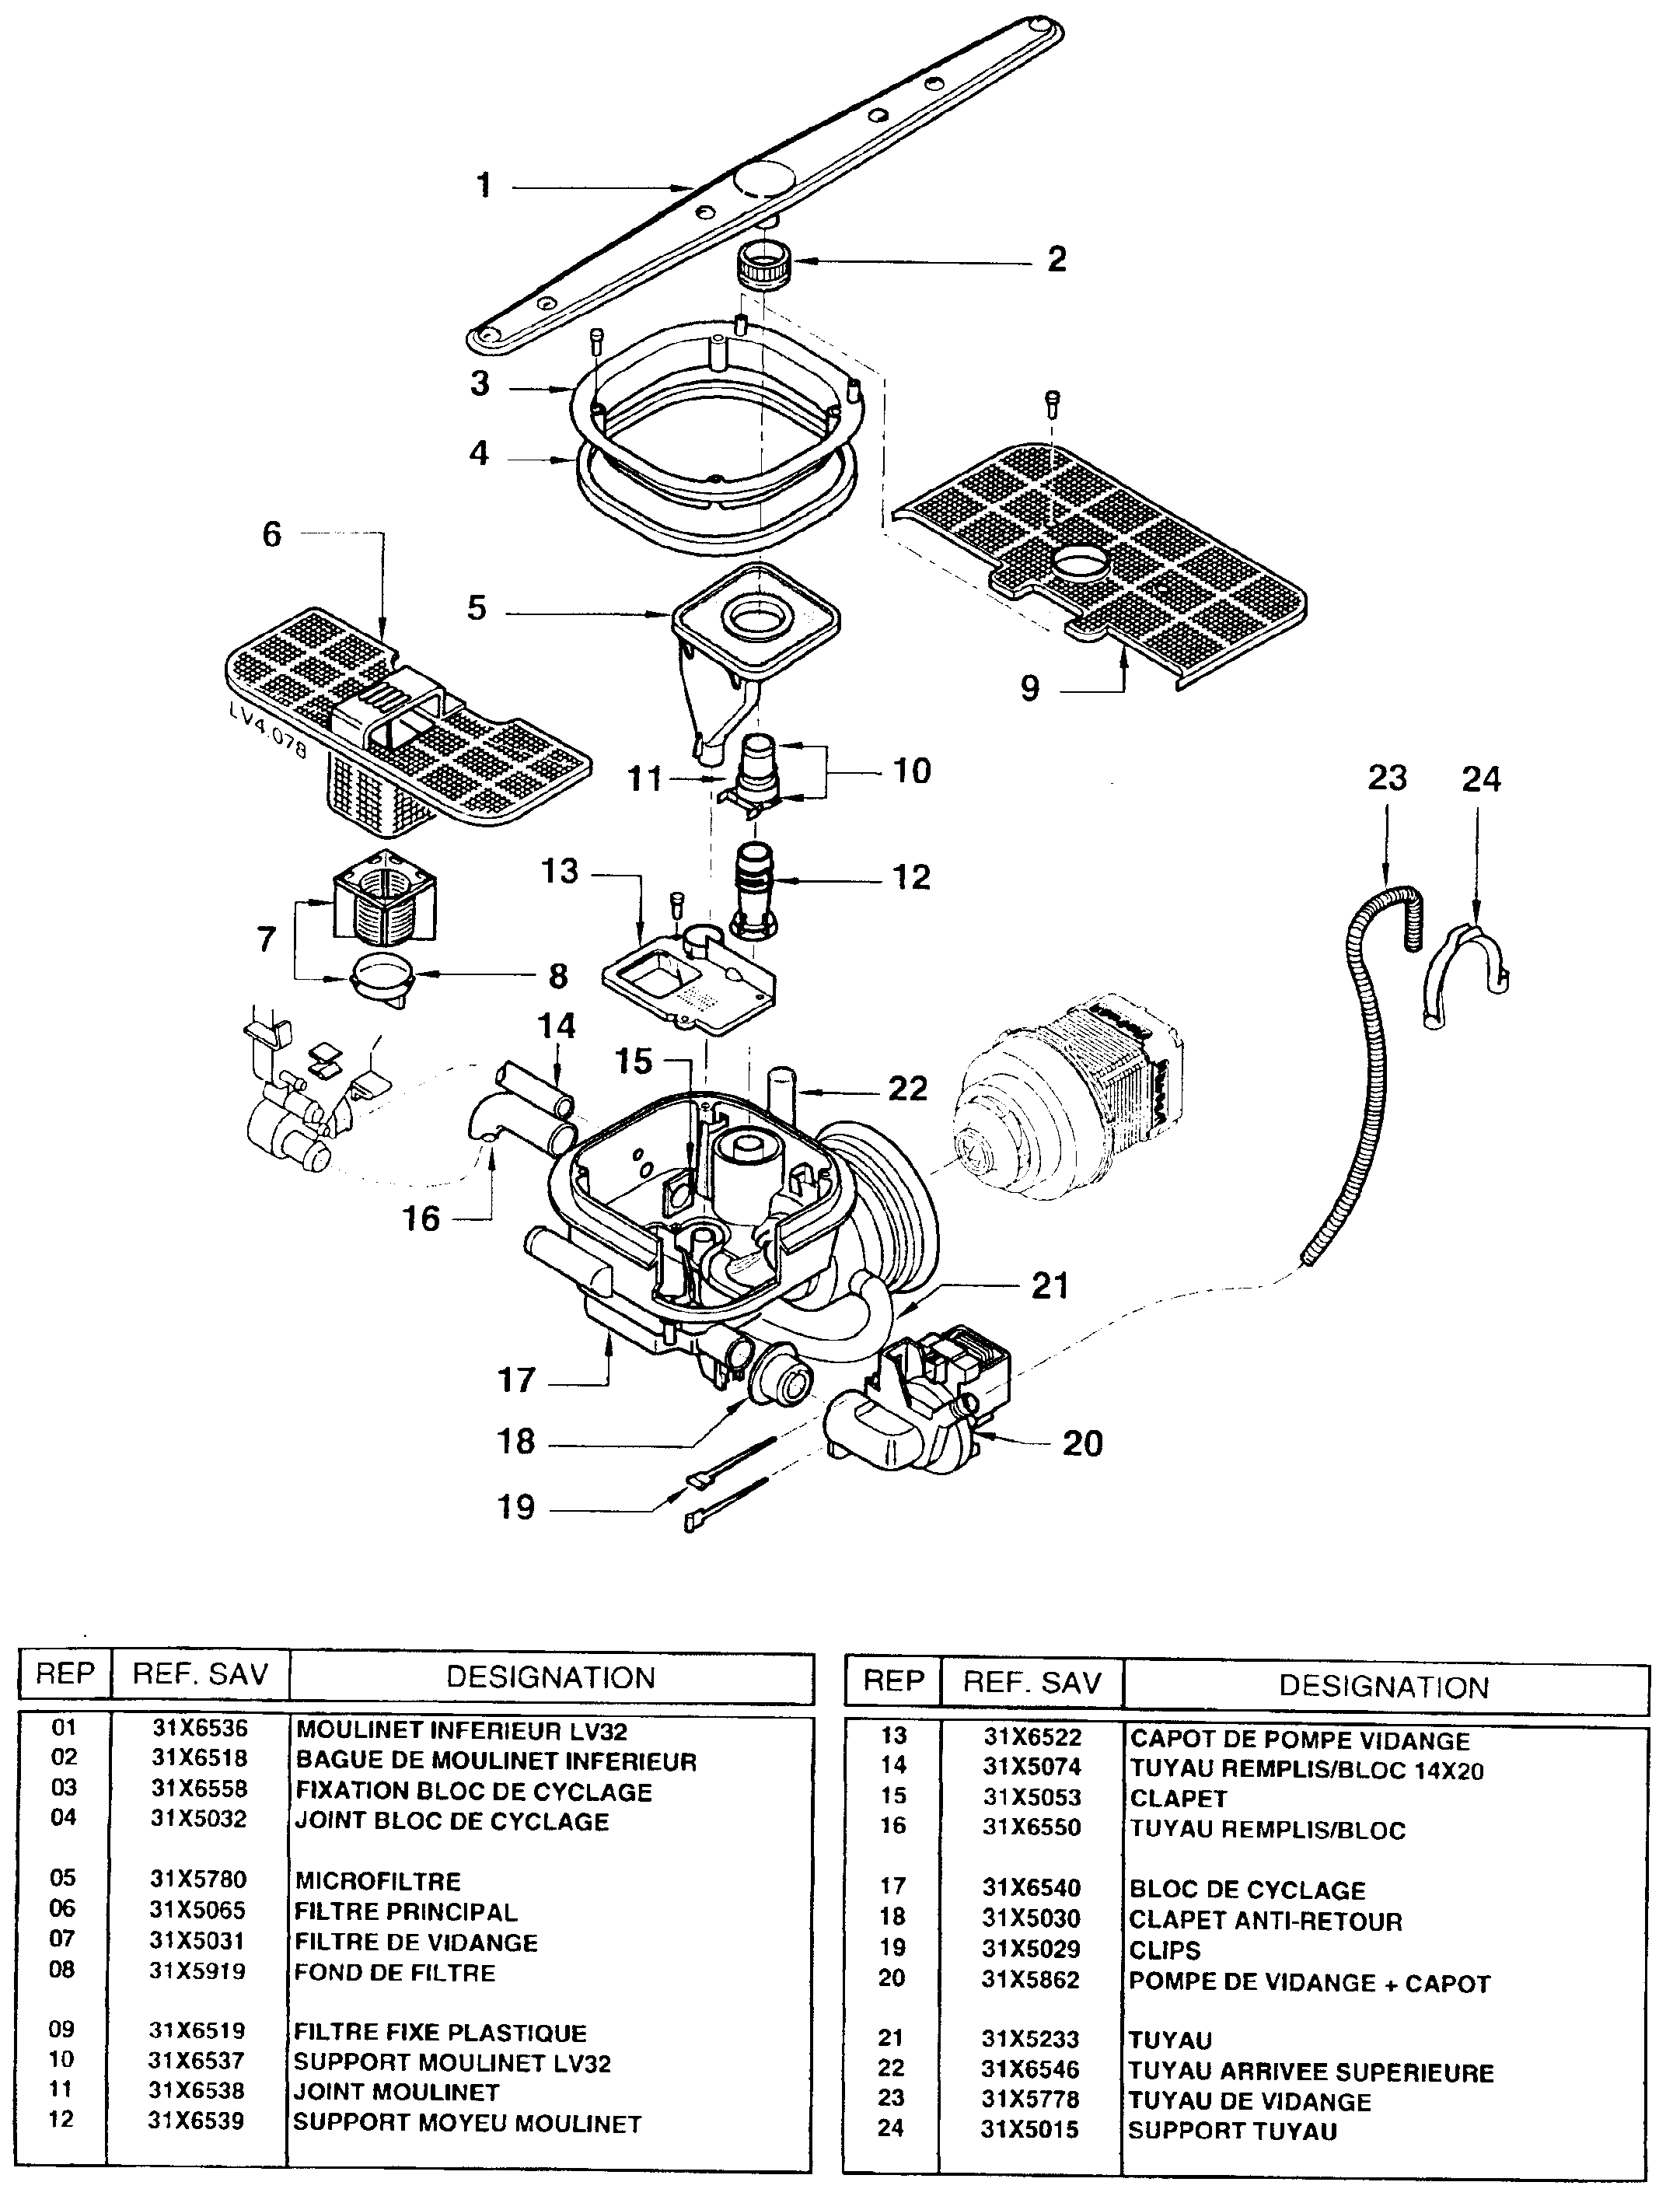 1
2
3
4
6
5
9
LV4.078
11
10
23
24
13
12
7
8
14
15
22
16
21
17
18
20
19
REP REF. SAV DESIGNATION
01 31X6536 MOULINET INFERIEUR LV32
02 31X6518 BAGUE DE MOULINET INFERIEUR
03 31X6558 FIXATION BLOC DE CYCLAGE
04 31X5032 JOINT BLOC DE CYCLAGE
05 31X5780 MICROFILTRE
06 31X5065 FILTRE PRINCIPAL
07 31X5031 FILTRE DE VIDANGE
08 31X5919 FOND DE FILTRE
09 31X6519 FILTRE FIXE PLASTIQUE
10 31X6537 SUPPORT MOULINET LV32
11 31X6538 JOINT MOULINET
12 31X6539 SUPPORT MOYEU MOULINET
REP REF. SAV DESIGNATION
13 31X6522 CAPOT DE POMPE VIDANGE
14 31X5074 TUYAU REMPLIS/BLOC 14X20
15 31X5053 CLAPET
16 31X6550 TUYAU REMPLIS/BLOC
17 31X6540 BLOC DE CYCLAGE
18 31X5030 CLAPET ANTI-RETOUR
19 31X5029 CLIPS
20 31X5862 POMPE DE VIDANGE + CAPOT
21 31X5233 TUYAU
22 31X6546 TUYAU ARRIVEE SUPERIEURE
23 31X5778 TUYAU DE VIDANGE
24 31X5015 SUPPORT TUYAU